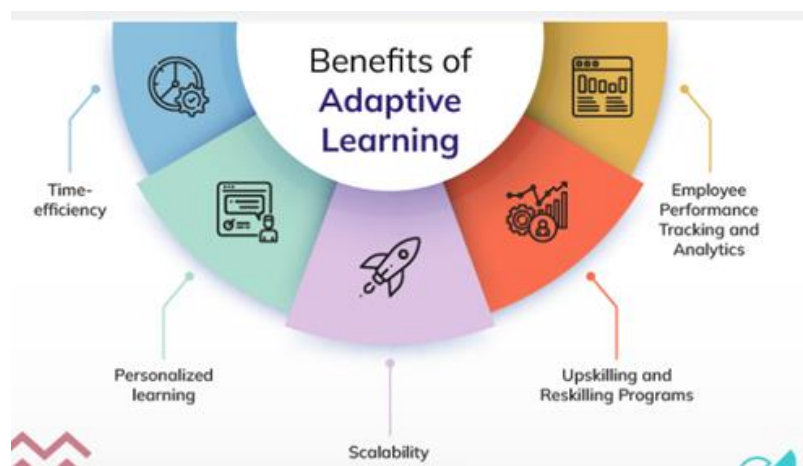 Benefits of
Adaptive
Learning
Time-
efficiency
Personalized
learning
Scalability
Upskilling and
Reskilling Programs
Employee
Performance
Tracking and
Analytics